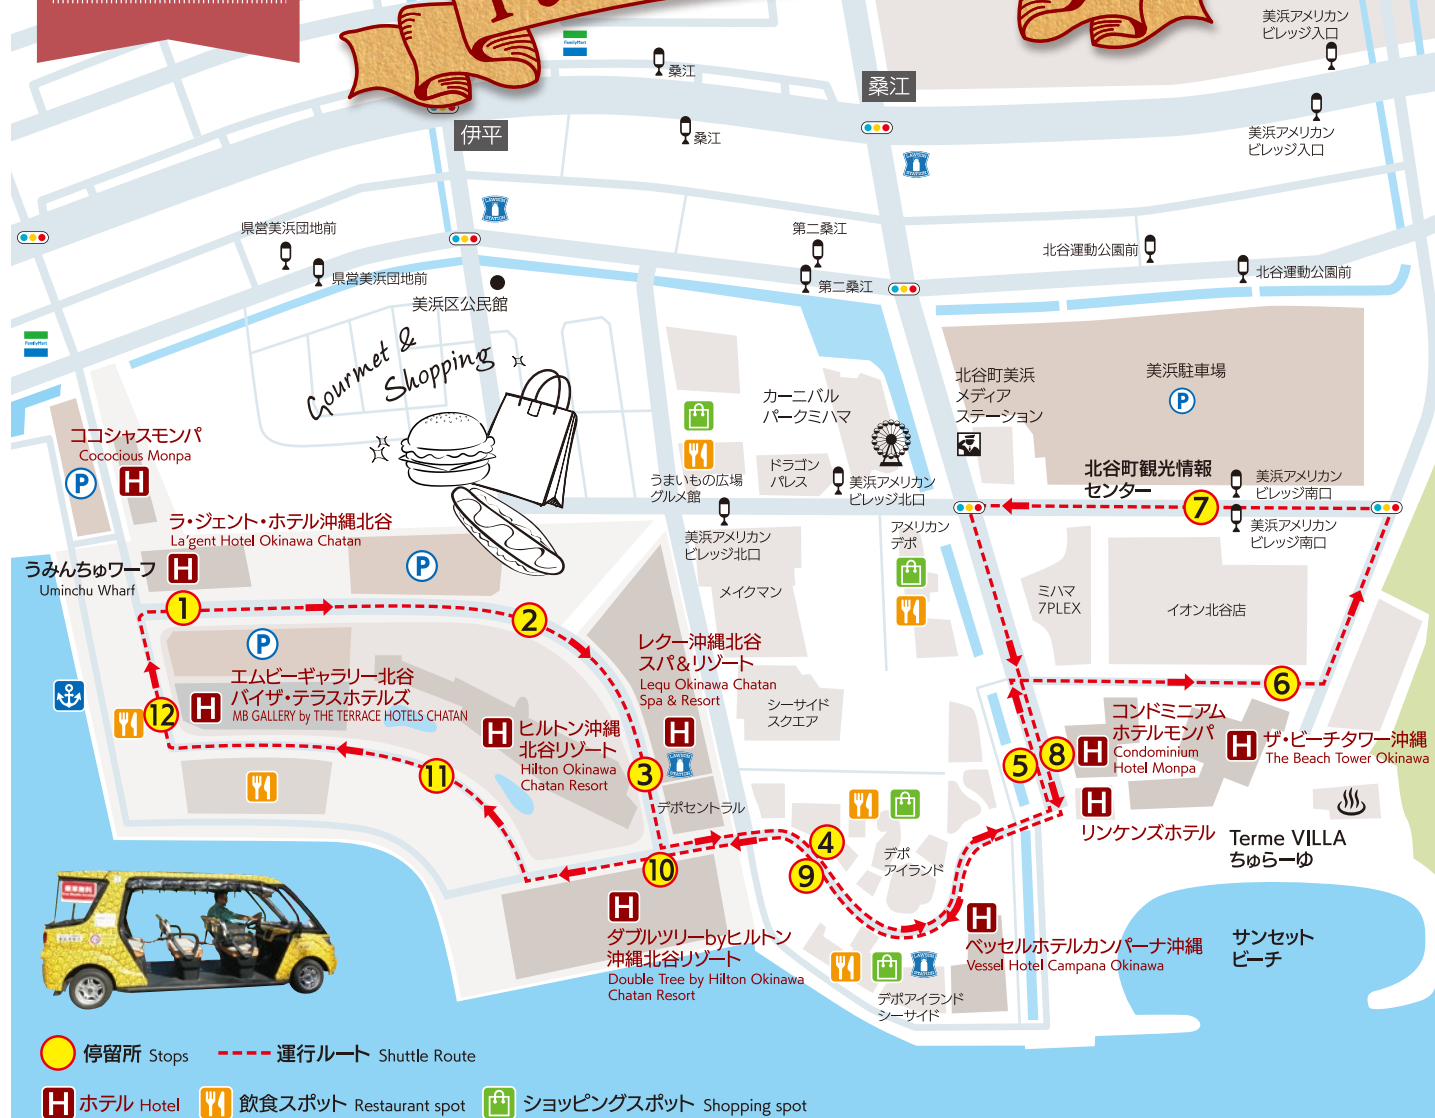 美浜アメリカン
ビレッジ入口
FamilyMart
桑江
桑江
桑江
伊平
美浜アメリカン
ビレッジ入口
LAWSON
STATION
LAWSON
STATION
県営美浜団地前
県営美浜団地前
第二桑江
第二桑江
北谷運動公園前
北谷運動公園前
美浜区公民館
FamilyMart
Gourmet &
Shopping
カーニバル
パークミハマ
北谷町美浜
メディア
ステーション
美浜駐車場
P
ココシャスモンパ
Cocoious Monpa
P
H
うまいもの広場
グルメ館
ドラゴン
パレス
美浜アメリカン
ビレッジ北口
北谷町観光情報
センター
7
美浜アメリカン
ビレッジ南口
美浜アメリカン
ビレッジ南口
ラ・ジェント・ホテル沖縄北谷
La'gent Hotel Okinawa Chatan
H
P
美浜アメリカン
ビレッジ北口
アメリカン
デポ
うみんちゅワーフ
Uminchu Wharf
1
2
メイクマン
ミハマ
7PLEX
イオン北谷店
P
エムビーギャラリー北谷
バイザ・テラスホテルズ
MB GALLERY by THE TERRACE HOTELS CHATAN
H
12
レクー沖縄北谷
スパ&リゾート
Lequ Okinawa Chatan
Spa & Resort
H
LAWSON
STATION
シーサイド
スクエア
6
H
ヒルトン沖縄
北谷リゾート
Hilton Okinawa
Chatan Resort
11
3
5
8
H
コンドミニアム
ホテルモンパ
Condominium
Hotel Monpa
H
ザ・ビーチタワー沖縄
The Beach Tower Okinawa
デポセントラル
H
リンケンズホテル
Terme VILLA
ちゅらーゆ
4
9
10
デポ
アイランド
H
ダブルツリーbyヒルトン
沖縄北谷リゾート
Double Tree by Hilton Okinawa
Chatan Resort
H
ベッセルホテルカンパーナ沖縄
Vessel Hotel Campana Okinawa
サンセット
ビーチ
LAWSON
STATION
デポアイランド
シーサイド
停留所 Stops
運行ルート Shuttle Route
H ホテル Hotel
飲食スポット Restaurant spot
ショッピングスポット Shopping spot